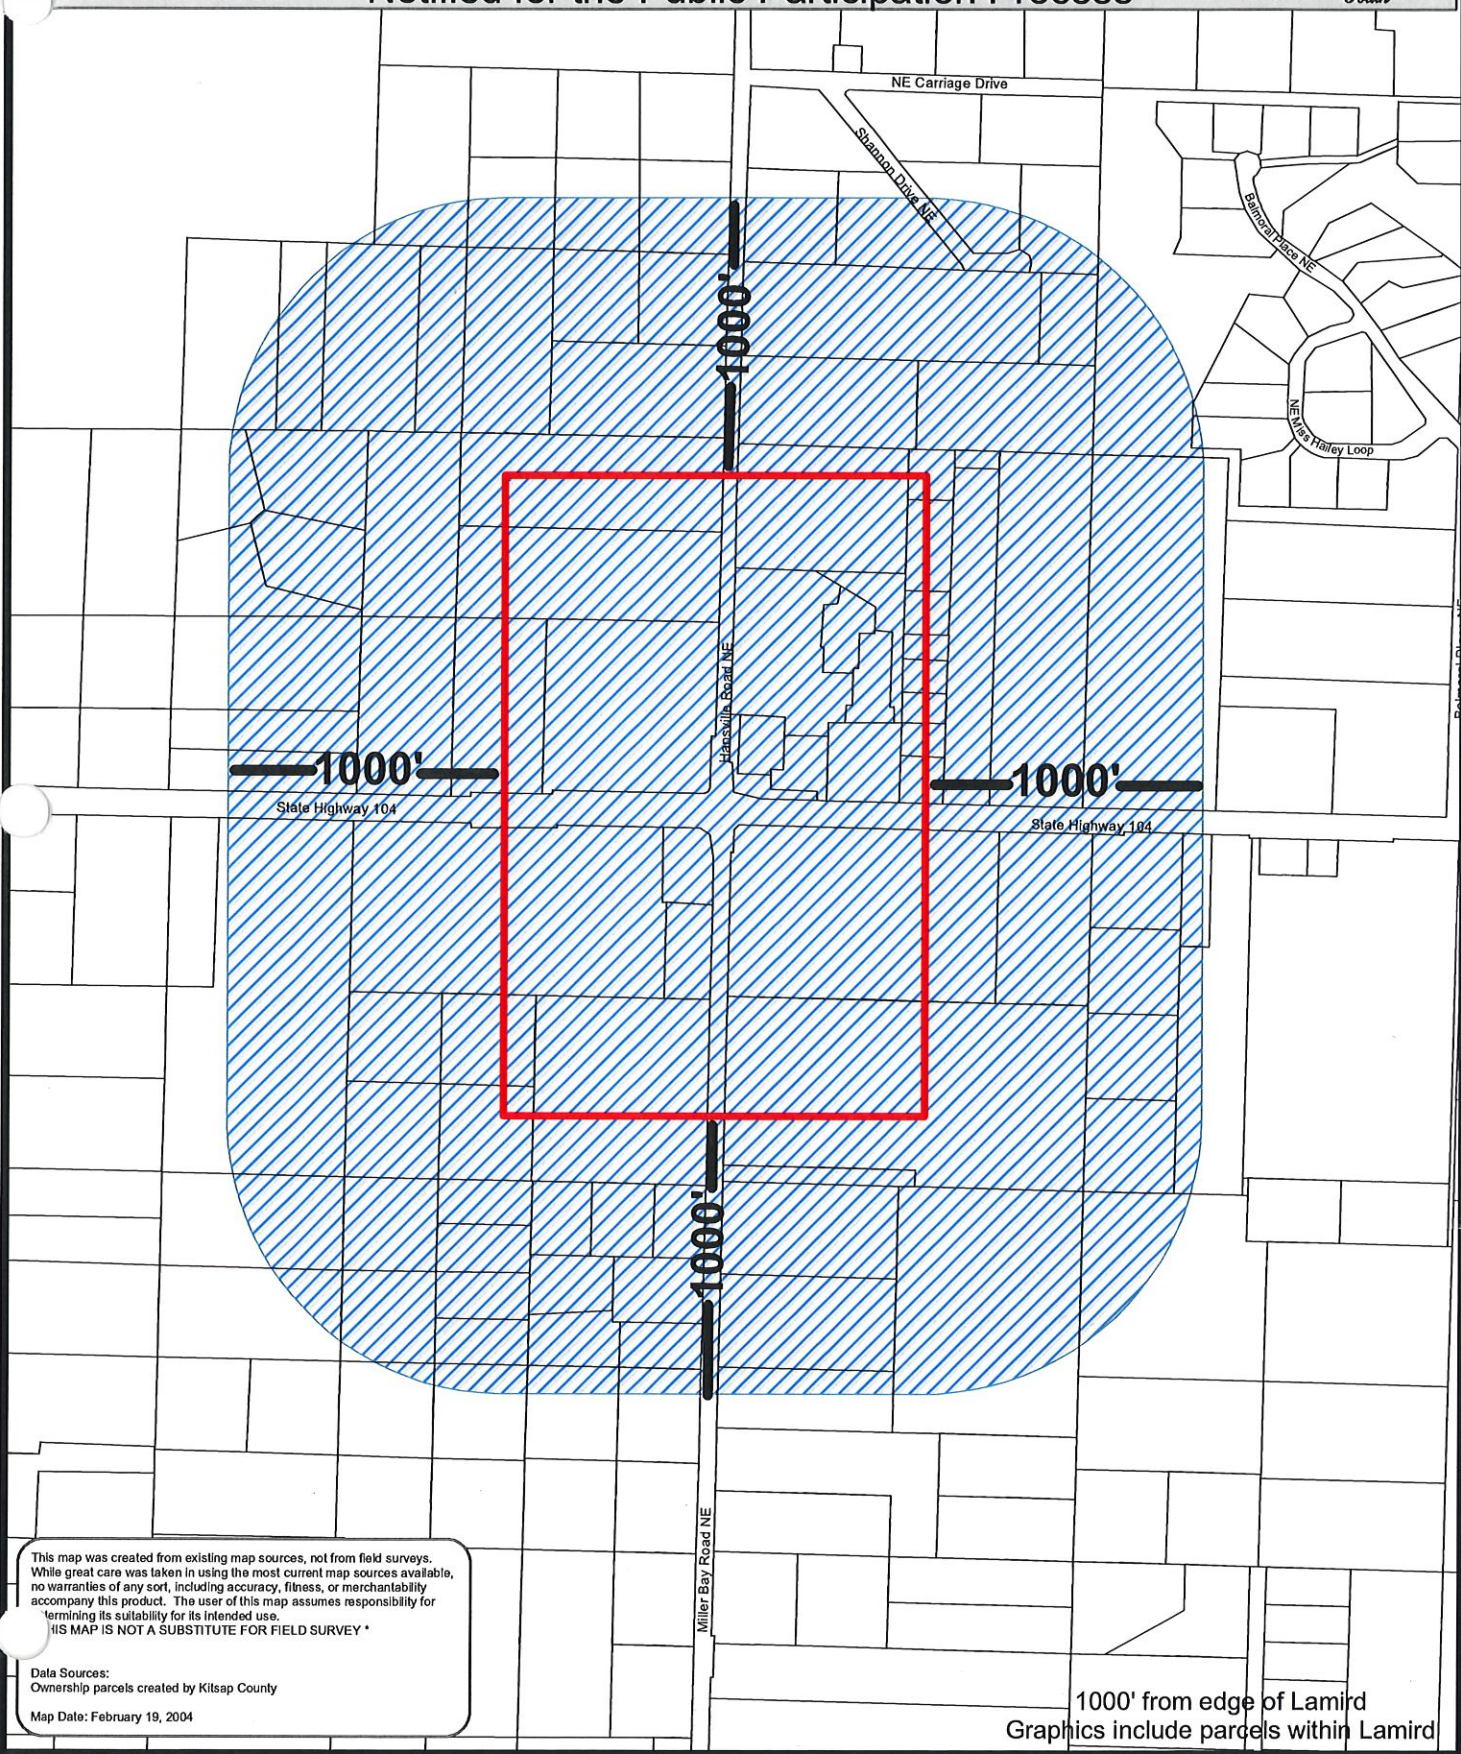 NE Carriage Drive
Shannon Drive NE
Balmoral Place NE
1000'
NE Miss Hailey Loop
Hansville Road NE
1000'
1000'
State Highway 104
State Highway 104
1000'
Miller Bay Road NE
This map was created from existing map sources, not from field surveys.
While great care was taken in using the most current map sources available,
no warranties of any sort, including accuracy, fitness, or merchantability
accompany this product. The user of this map assumes responsibility for
its suitability for its intended use.
MAP IS NOT A SUBSTITUTE FOR FIELD SURVEY *
Data Sources:
Ownership parcels created by Kitsap County
Map Date: February 19, 2004
1000' from edge of Lamird
Graphics include parcels within Lamird